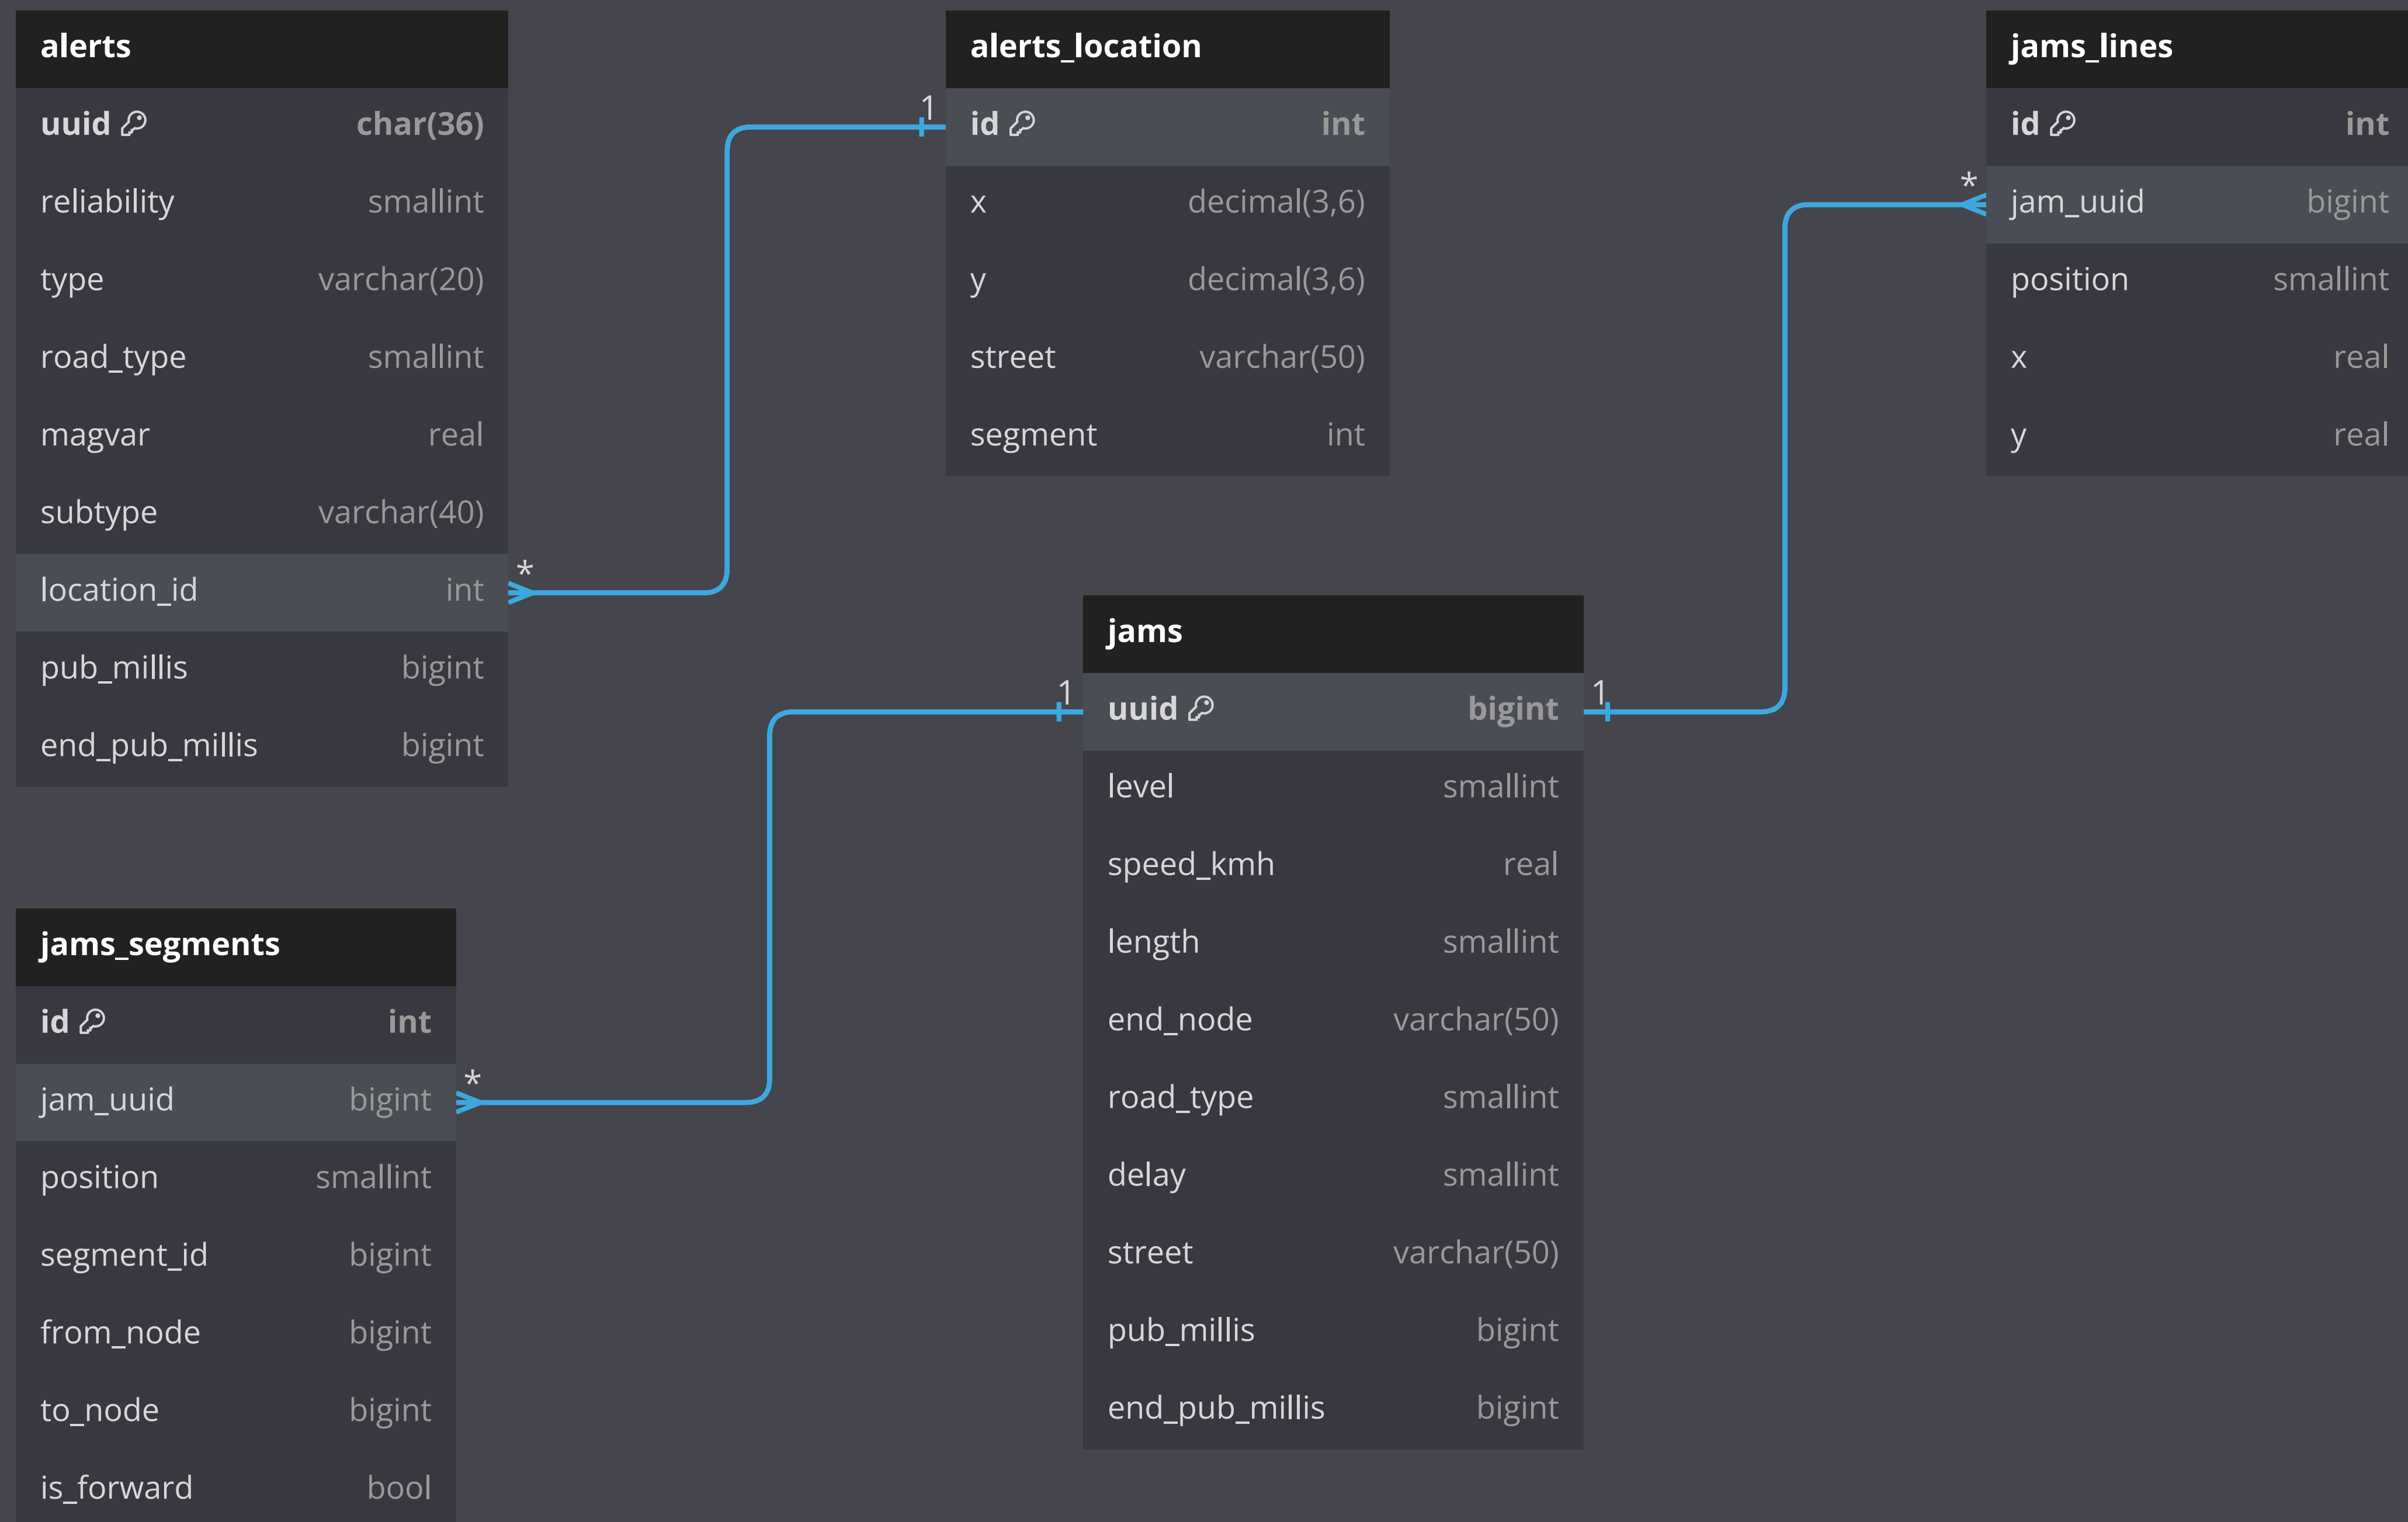 alerts
uuid char(36)
reliability smallint
type varchar(20)
road_type smallint
magvar real
subtype varchar(40)
location_id int
pub_millis bigint
end_pub_millis bigint
*
1
alerts_location
id int
x decimal(3,6)
y decimal(3,6)
street varchar(50)
segment int
jams_lines
id int
*
jam_uuid bigint
position smallint
x real
y real
jams
1
1
uuid bigint
level smallint
speed_kmh real
length smallint
end_node varchar(50)
road_type smallint
delay smallint
street varchar(50)
pub_millis bigint
end_pub_millis bigint
jams_segments
id int
*
jam_uuid bigint
position smallint
segment_id bigint
from_node bigint
to_node bigint
is_forward bool